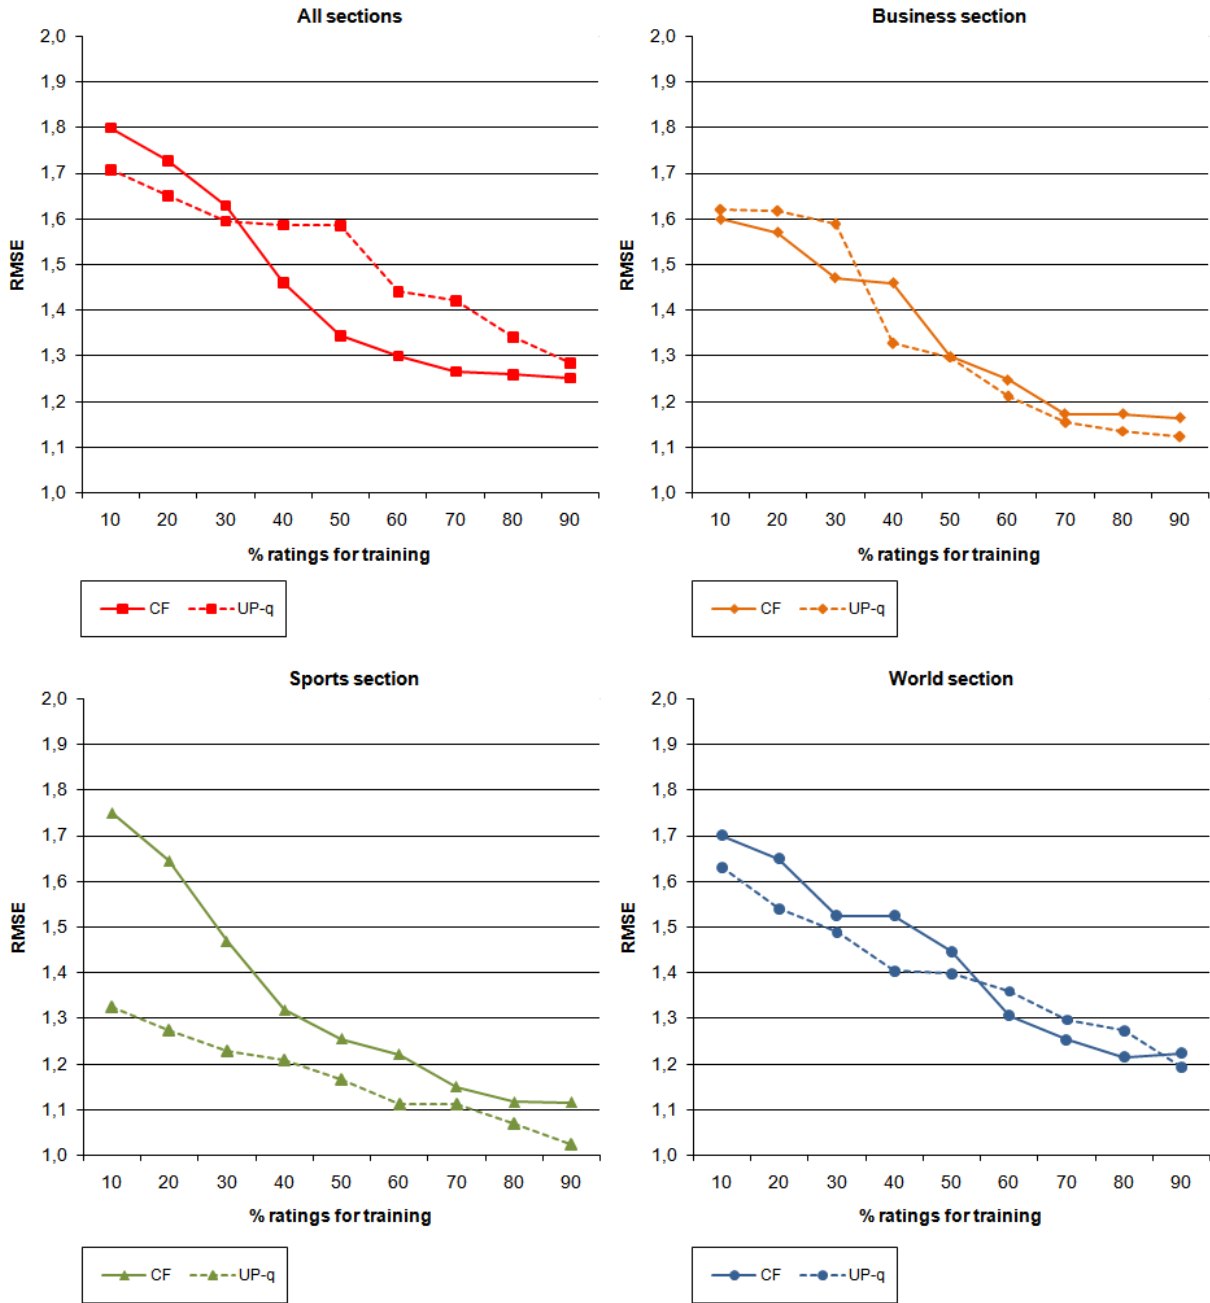 All sections
2,0
1,9
1,8
1,7
1,6
1,5
1,4
1,3
1,2
1,1
1,0
RMSE
10 20 30 40 50 60 70 80 90
% ratings for training
CF UP-q
Business section
2,0
1,9
1,8
1,7
1,6
1,5
1,4
1,3
1,2
1,1
1,0
RMSE
10 20 30 40 50 60 70 80 90
% ratings for training
CF UP-q
Sports section
2,0
1,9
1,8
1,7
1,6
1,5
1,4
1,3
1,2
1,1
1,0
RMSE
10 20 30 40 50 60 70 80 90
% ratings for training
CF UP-q
World section
2,0
1,9
1,8
1,7
1,6
1,5
1,4
1,3
1,2
1,1
1,0
RMSE
10 20 30 40 50 60 70 80 90
% ratings for training
CF UP-q